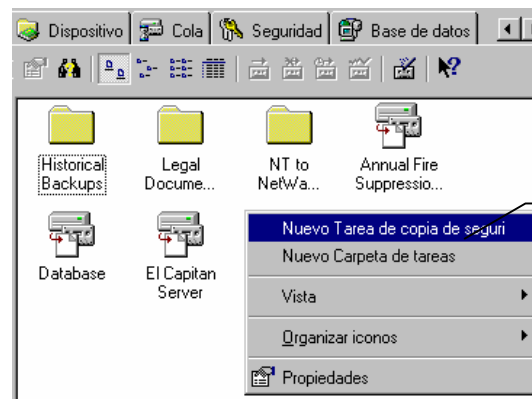 Dispositivo Cola Seguridad Base de datos
Historical Backups
Legal Docume...
NT to NetWa...
Annual Fire Suppressio...
Database
El Capitan Server
Nuevo Tarea de copia de seguri
Nuevo Carpeta de tareas
Vista
Organizar iconos
Propiedades